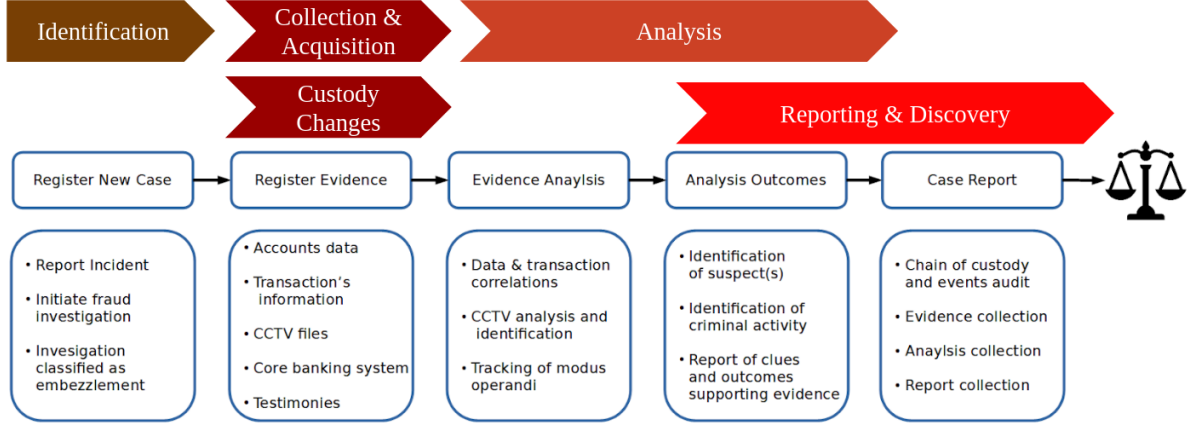 Identification
Collection &
Acquisition
Analysis
Custody
Changes
Reporting & Discovery
Register New Case
Register Evidence
Evidence Anaylsis
Analysis Outcomes
Case Report
• Report Incident
• Initiate fraud
investigation
• Invesigation
classified as
embezzlement
• Accounts data
• Transaction's
information
• CCTV files
• Core banking system
• Testimonies
• Data & transaction
correlations
• CCTV analysis and
identification
• Tracking of modus
operandi
• Identification
of suspect(s)
• Identification of
criminal activity
• Report of clues
and outcomes
supporting evidence
• Chain of custody
and events audit
• Evidence collection
• Anaylsis collection
• Report collection